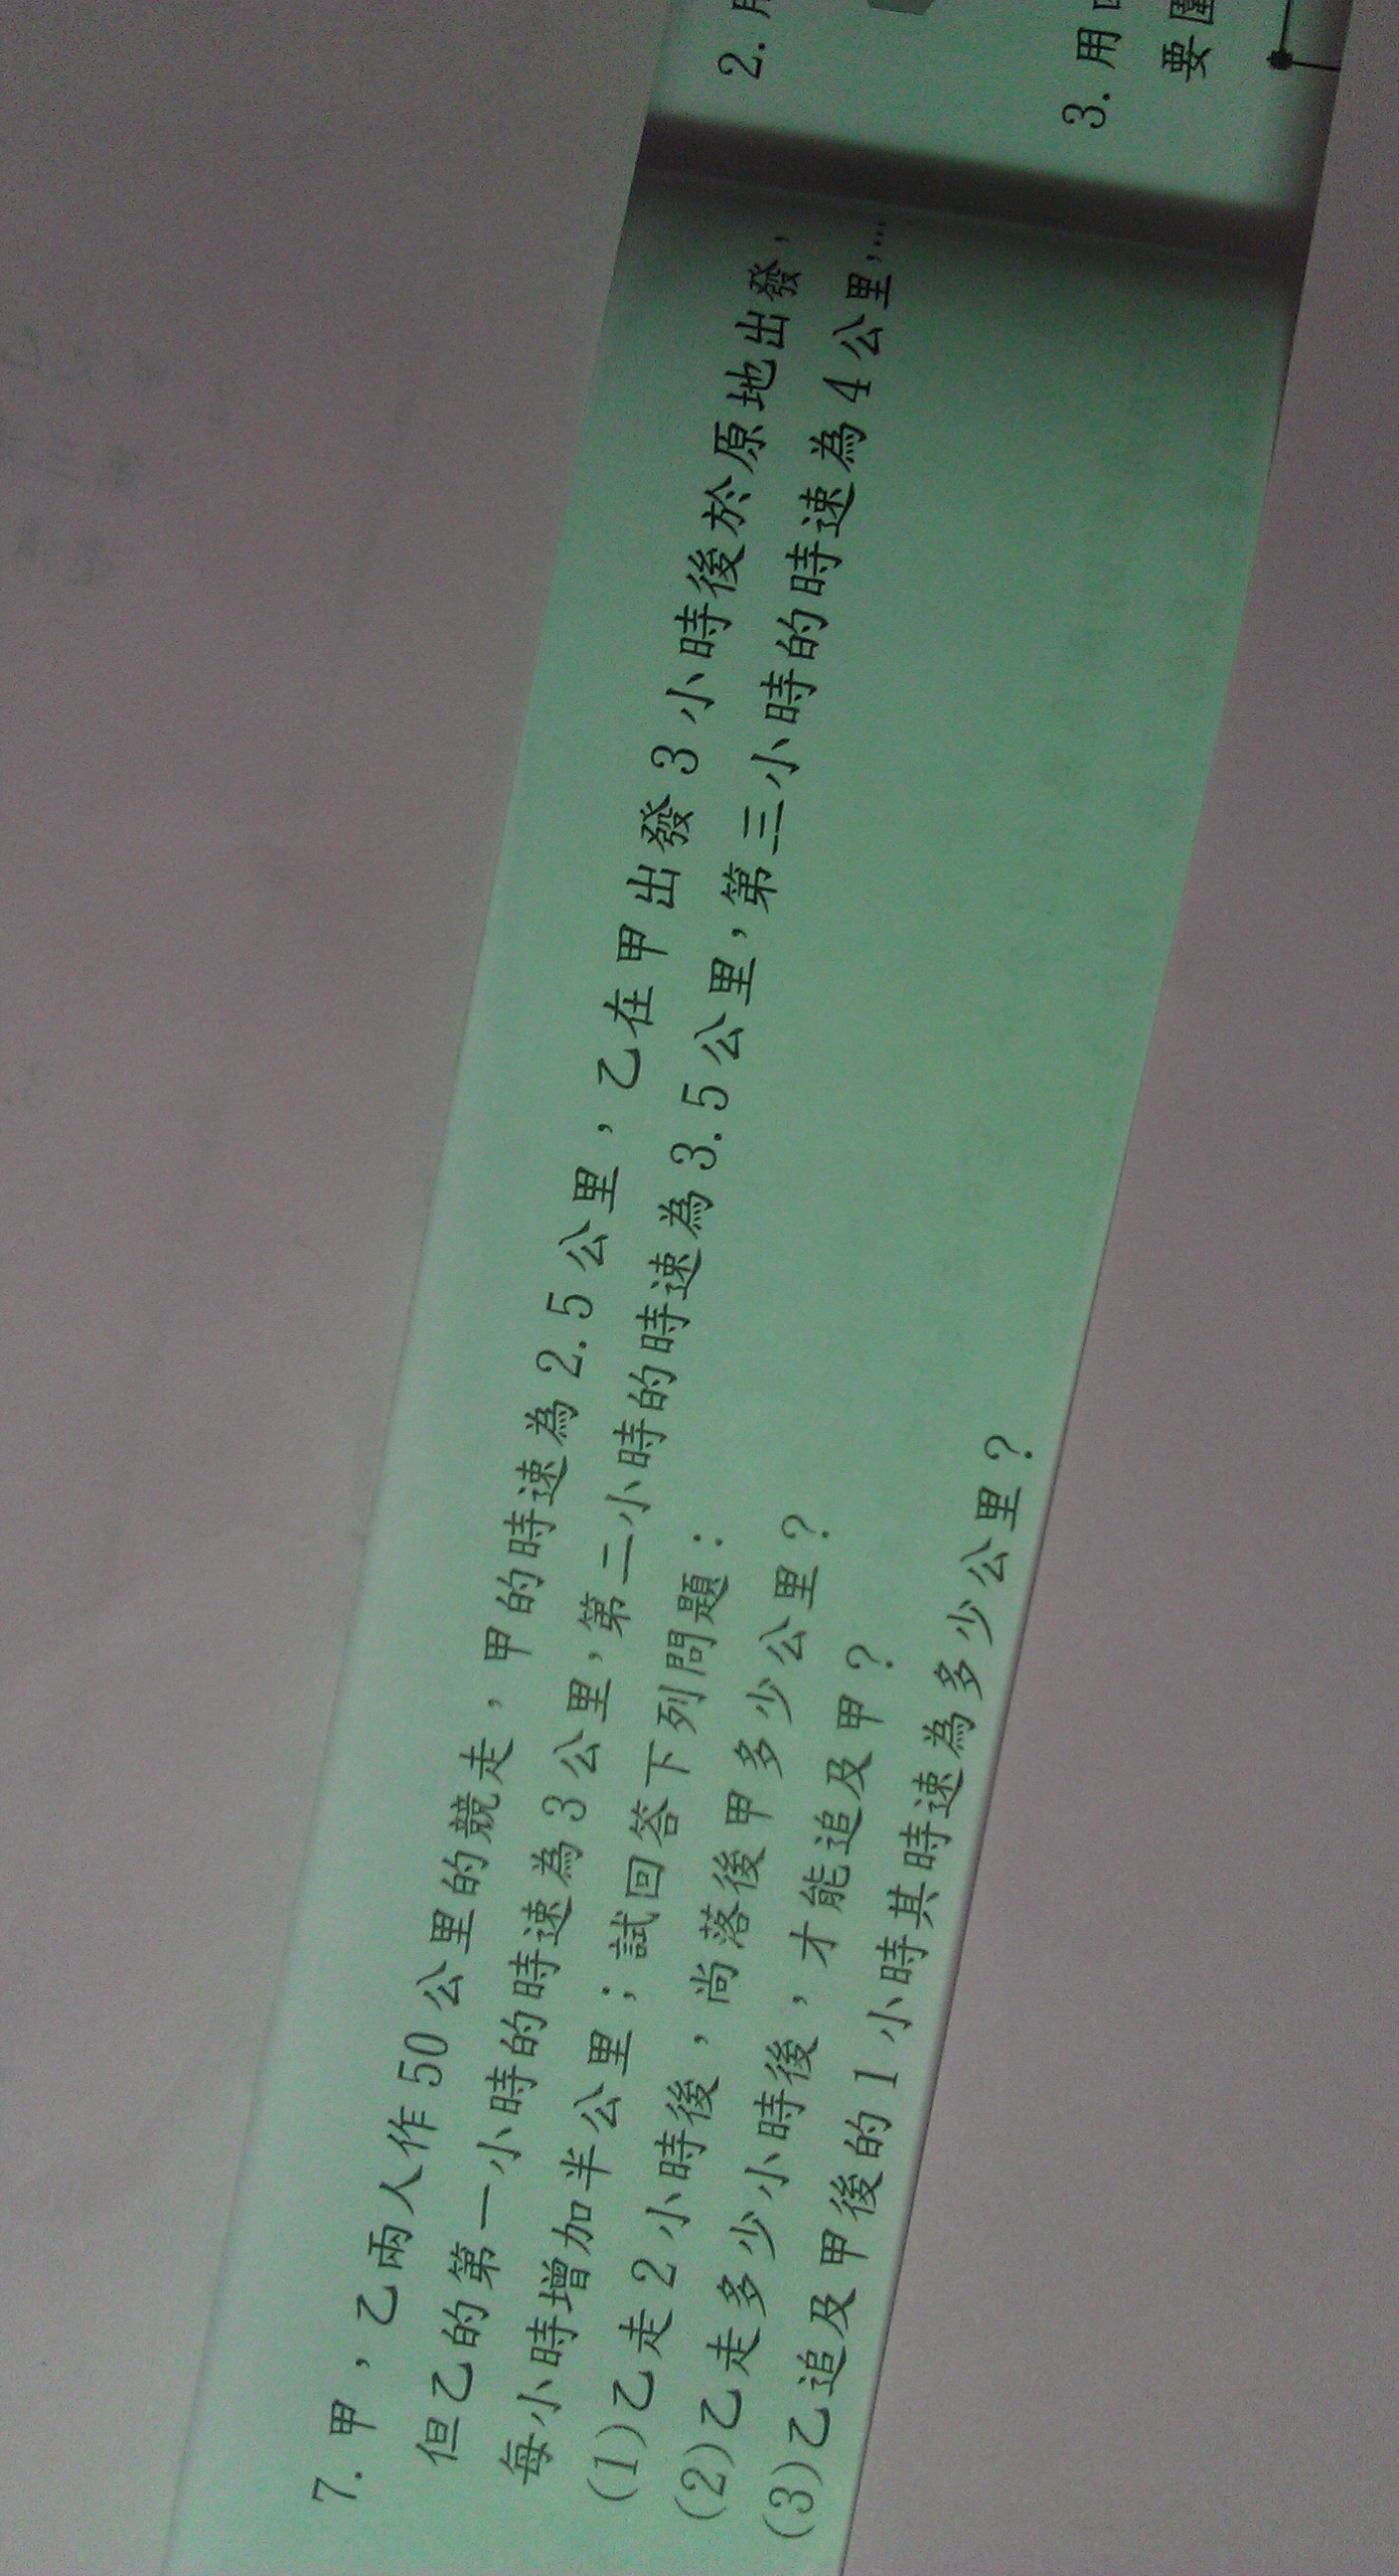 7. 甲，乙兩人作 50 公里的競走，甲的時速為 2.5 公里，乙在甲出發 3 小時後於原地出發，
但乙的第一小時的時速為 3 公里，第二小時的時速為 3.5 公里，第三小時的時速為 4 公里，…
每小時增加半公里；試回答下列問題：
(1)乙走 2 小時後，尚落後甲多少公里？
(2)乙走多少小時後，才能追及甲？
(3)乙追及甲後的 1 小時其時速為多少公里？
2. 用
3. 用
要圍